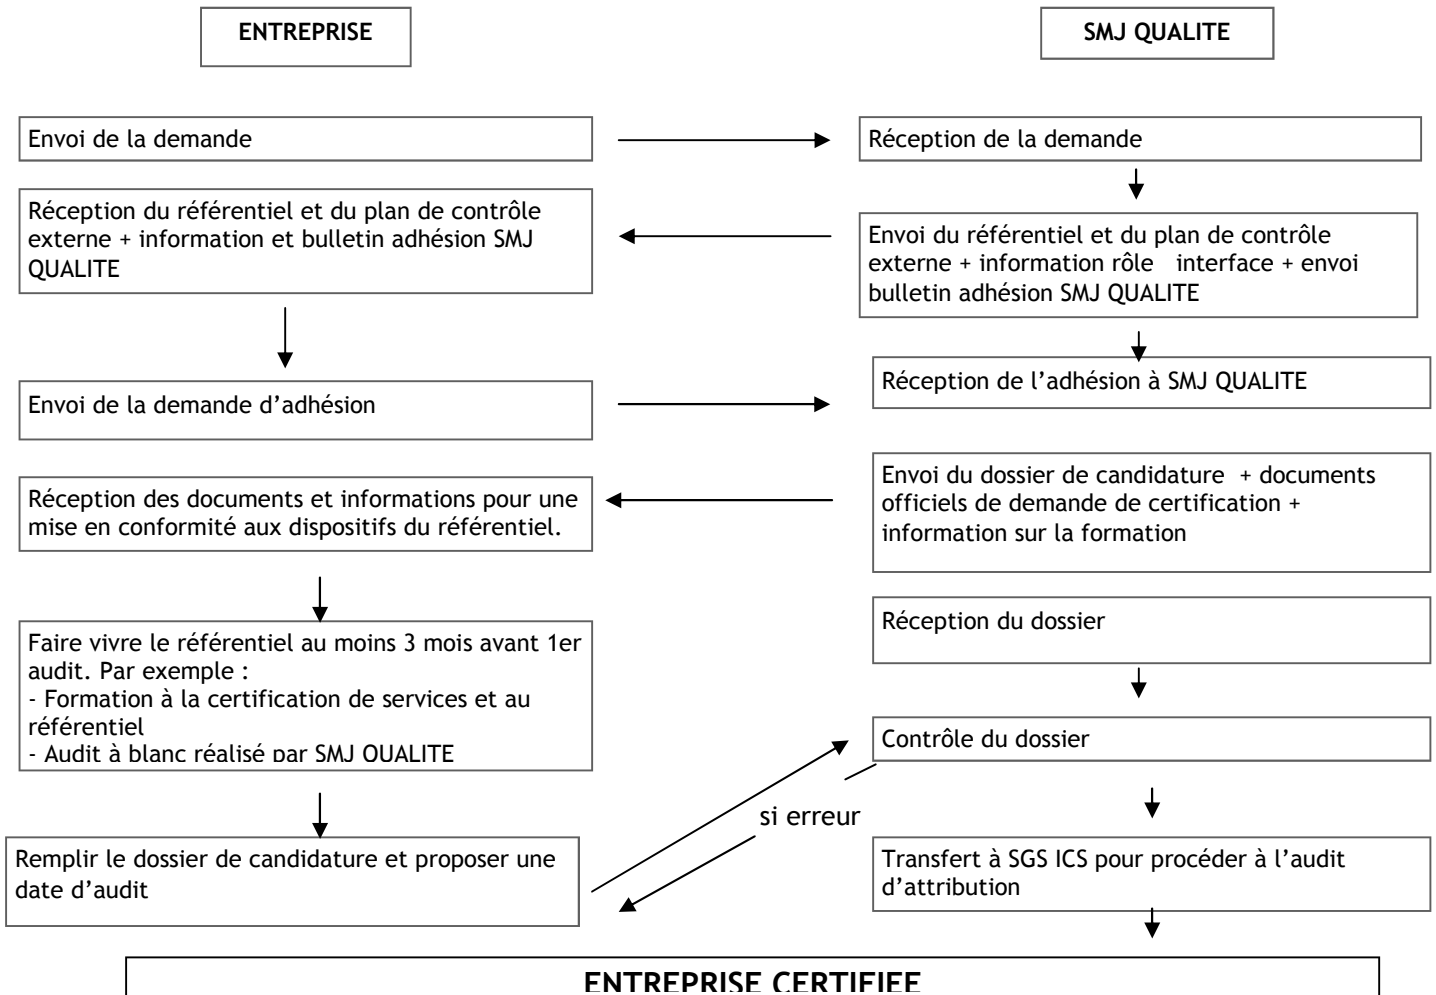 ENTREPRISE
SMJ QUALITE
Envoi de la demande
Réception de la demande
Réception du référentiel et du plan de contrôle
externe + information et bulletin adhésion SMJ
QUALITE
Envoi du référentiel et du plan de contrôle
externe + information rôle interface + envoi
bulletin adhésion SMJ QUALITE
Envoi de la demande d’adhésion
Réception de l’adhésion à SMJ QUALITE
Réception des documents et informations pour une
mise en conformité aux dispositifs du référentiel.
Envoi du dossier de candidature + documents
officiels de demande de certification +
information sur la formation
Faire vivre le référentiel au moins 3 mois avant 1er
audit. Par exemple :
- Formation à la certification de services et au
référentiel
- Audit à blanc réalisé par SMJ QUALITE
Réception du dossier
Contrôle du dossier
si erreur
Remplir le dossier de candidature et proposer une
date d’audit
Transfert à SGS ICS pour procéder à l’audit
d’attribution
ENTREPRISE CERTIFIEE